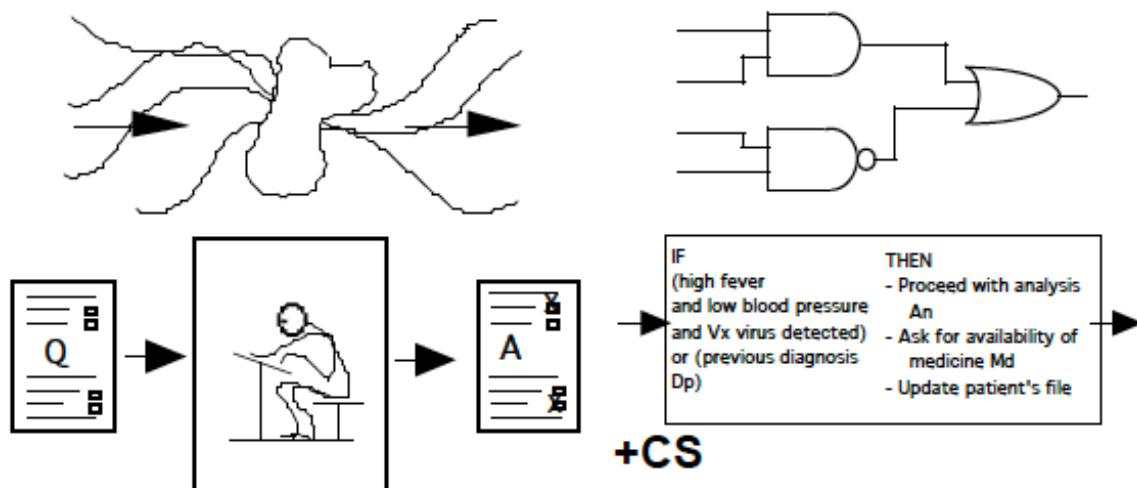 Q
A
IF
(high fever
and low blood pressure
and Vx virus detected)
or (previous diagnosis
Dp)
THEN
- Proceed with analysis
An
- Ask for availability of
medicine Md
- Update patient's file
+CS